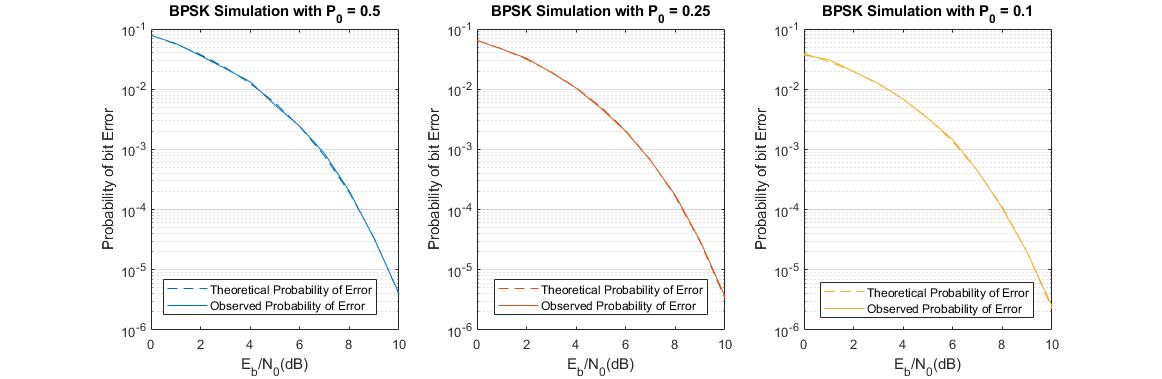 BPSK Simulation with P0 = 0.5
10-1
10-2
10-3
10-4
10-5
10-6
Probability of bit Error
Theoretical Probability of Error
Observed Probability of Error
0 2 4 6 8 10
Eb/N0(dB)
BPSK Simulation with P0 = 0.25
10-1
10-2
10-3
10-4
10-5
10-6
Probability of bit Error
Theoretical Probability of Error
Observed Probability of Error
0 2 4 6 8 10
Eb/N0(dB)
BPSK Simulation with P0 = 0.1
10-1
10-2
10-3
10-4
10-5
10-6
Probability of bit Error
Theoretical Probability of Error
Observed Probability of Error
0 2 4 6 8 10
Eb/N0(dB)